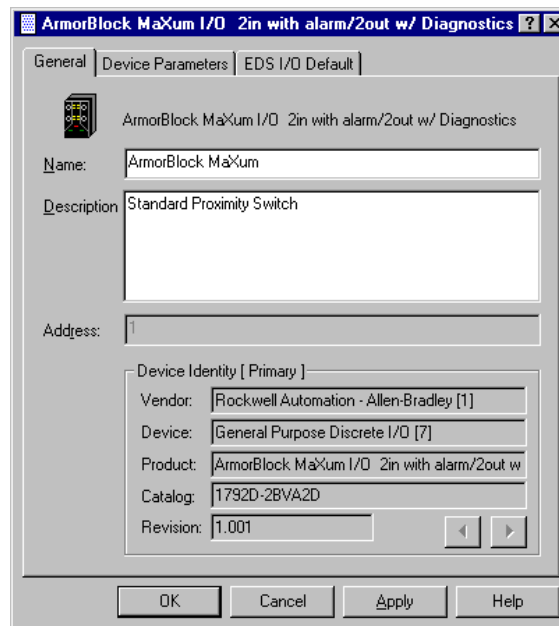 ArmorBlock MaXum I/O 2in with alarm/2out w/ Diagnostics
General Device Parameters EDS I/O Default
ArmorBlock MaXum I/O 2in with alarm/2out w/ Diagnostics
Name: ArmorBlock MaXum
Description Standard Proximity Switch
Address: 1
Device Identity [ Primary ]
Vendor: Rockwell Automation - Allen-Bradley [1]
Device: General Purpose Discrete I/O [7]
Product: ArmorBlock MaXum I/O 2in with alarm/2out w
Catalog: 1792D-2BVA2D
Revision: 1.001
OK Cancel Apply Help